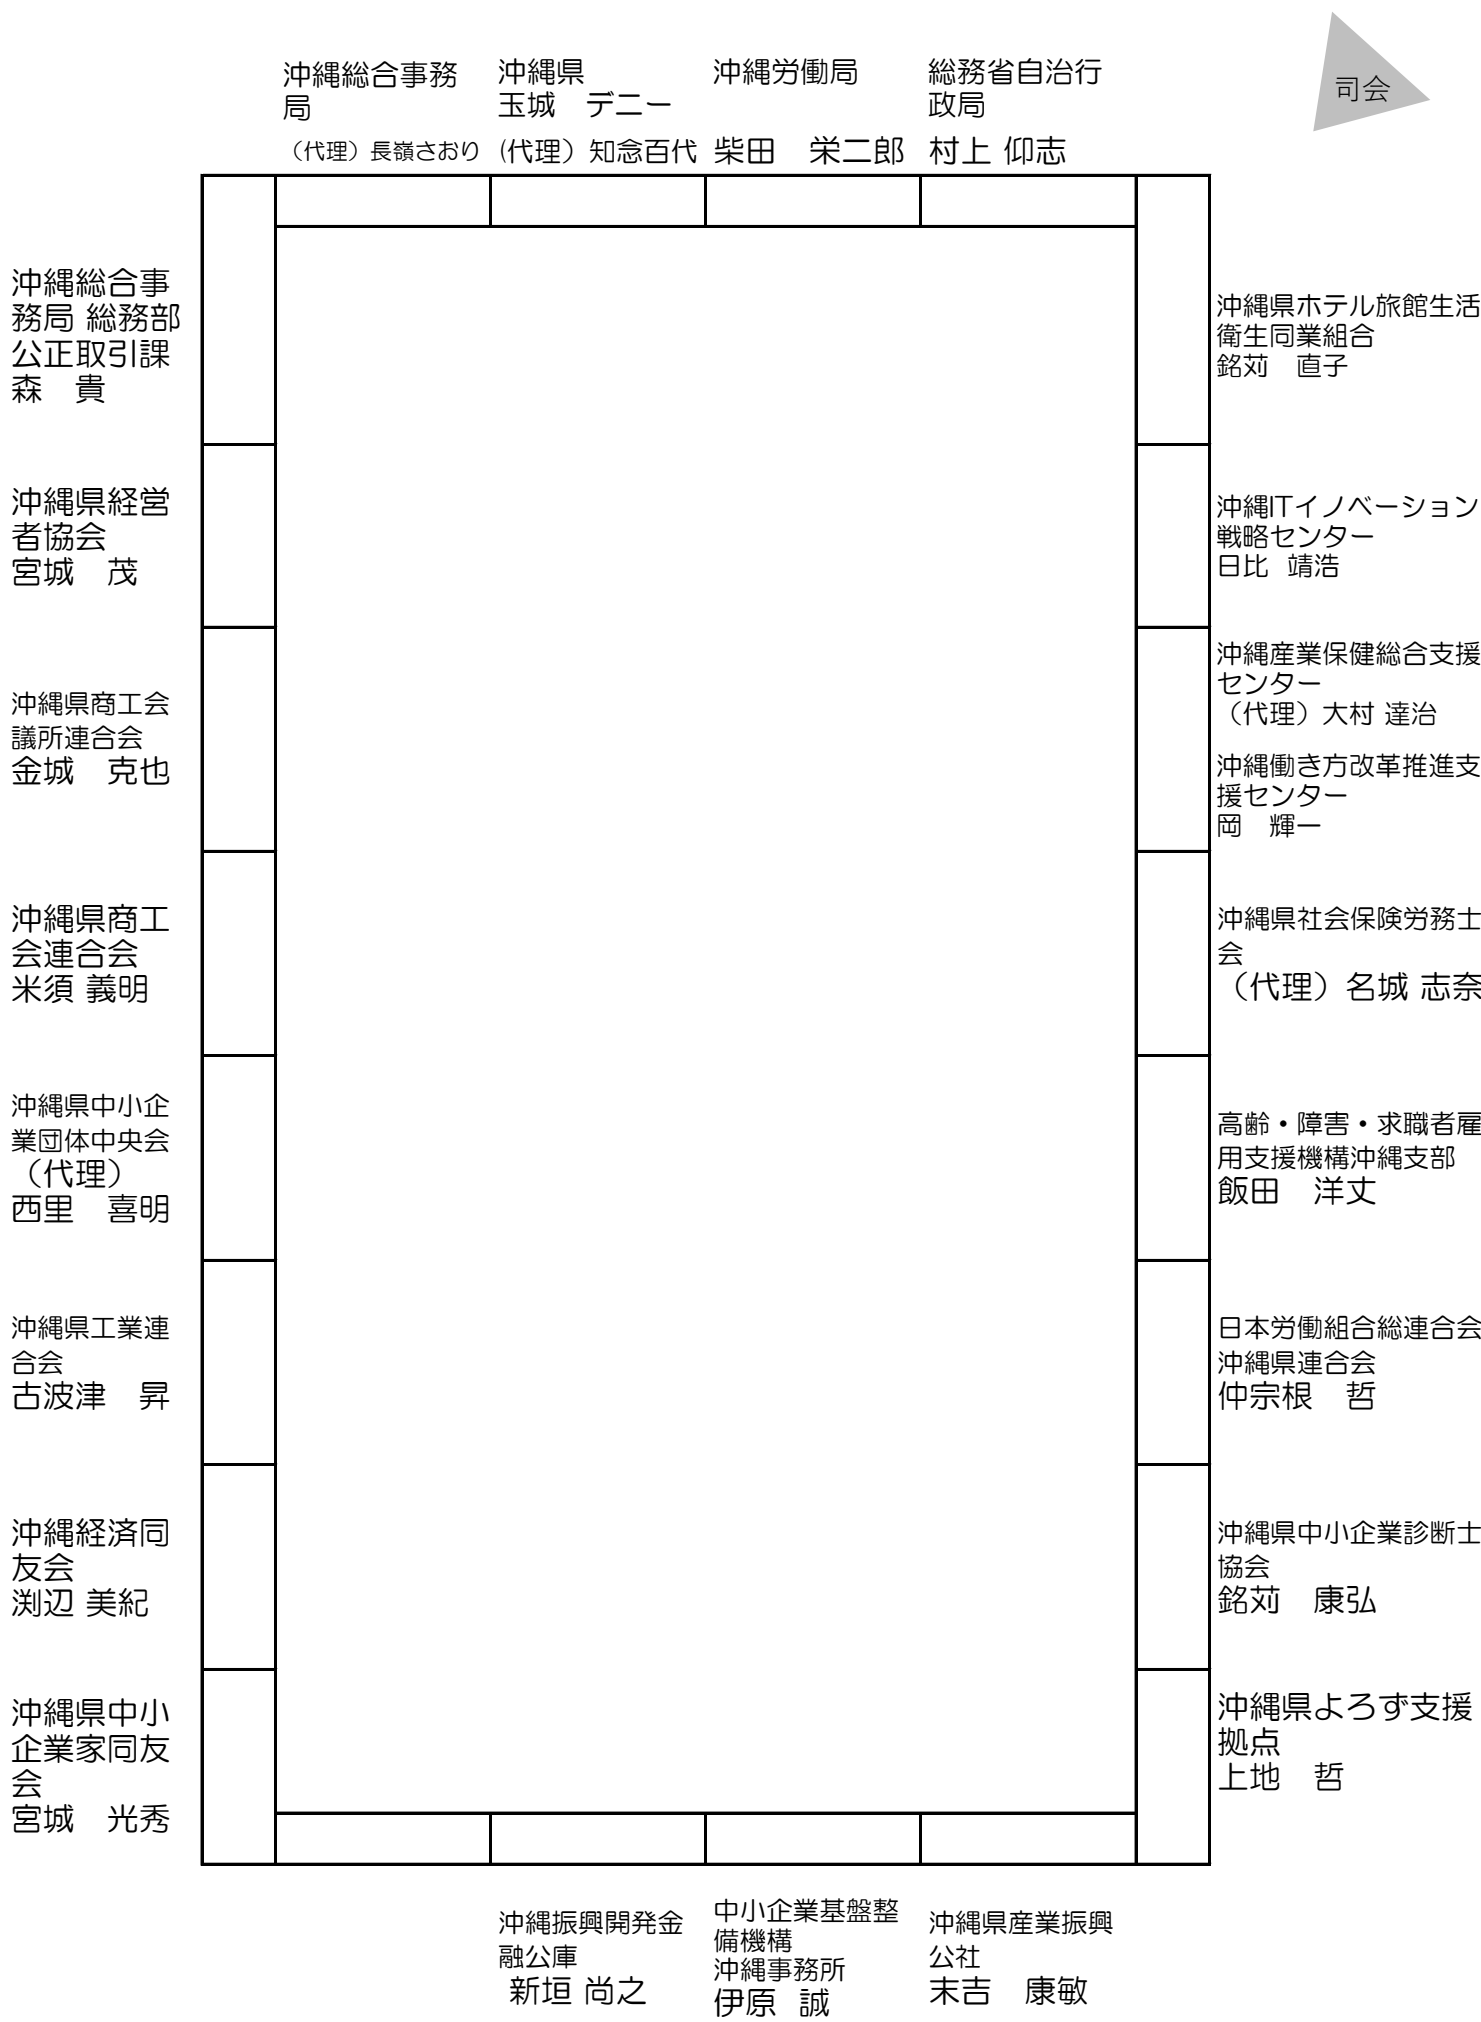 司会
沖縄総合事務
局
（代理）長嶺さおり
沖縄県
玉城　デニー
(代理）知念百代
沖縄労働局
柴田　栄二郎
総務省自治行
政局
村上 仰志
沖縄総合事
務局 総務部
公正取引課
森　貴
沖縄県経営
者協会
宮城　茂
沖縄県商工会
議所連合会
金城　克也
沖縄県商工
会連合会
米須 義明
沖縄県中小企
業団体中央会
（代理）
西里　喜明
沖縄県工業連
合会
古波津　昇
沖縄経済同
友会
渕辺 美紀
沖縄県中小
企業家同友
会
宮城　光秀
沖縄県ホテル旅館生活
衛生同業組合
銘苅　直子
沖縄ITイノベーション
戦略センター
日比 靖浩
沖縄産業保健総合支援
センター
（代理）大村 達治
沖縄働き方改革推進支
援センター
岡　輝一
沖縄県社会保険労務士
会
（代理）名城 志奈
高齢・障害・求職者雇
用支援機構沖縄支部
飯田　洋丈
日本労働組合総連合会
沖縄県連合会
仲宗根　哲
沖縄県中小企業診断士
協会
銘苅　康弘
沖縄県よろず支援
拠点
上地　哲
沖縄振興開発金
融公庫
新垣 尚之
中小企業基盤整
備機構
沖縄事務所
伊原 誠
沖縄県産業振興
公社
末吉　康敏